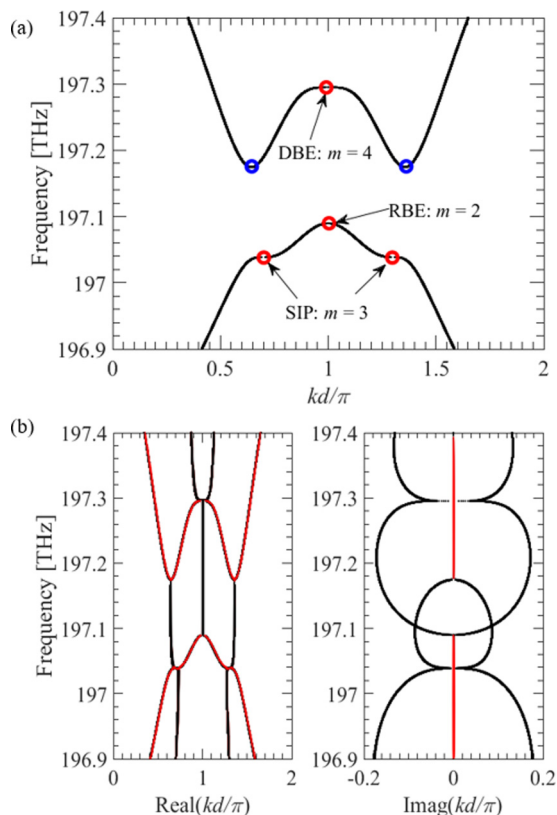 (a)
197.4
197.3
197.2
197.1
197
196.9
Frequency [THz]
DBE: m = 4
RBE: m = 2
SIP: m = 3
0
0.5
1
1.5
2
kd/π
(b)
197.4
197.3
197.2
197.1
197
196.9
Frequency [THz]
0
1
2
Real(kd/π)
197.4
197.3
197.2
197.1
197
196.9
-0.2
0
0.2
Imag(kd/π)